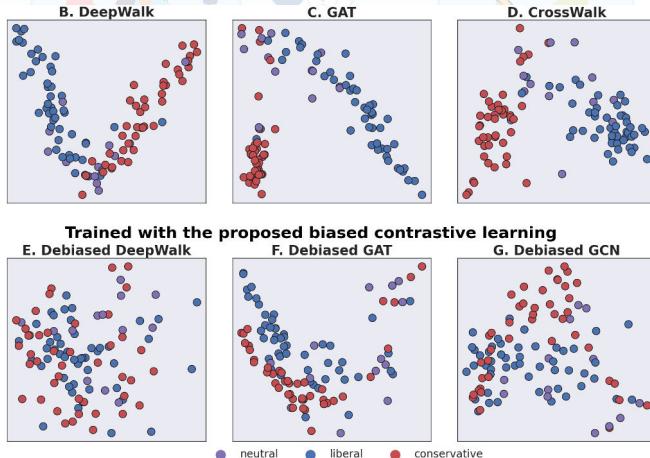 B. DeepWalk
C. GAT
D. CrossWalk
Trained with the proposed biased contrastive learning
E. Debiased DeepWalk
F. Debiased GAT
G. Debiased GCN
neutral
liberal
conservative